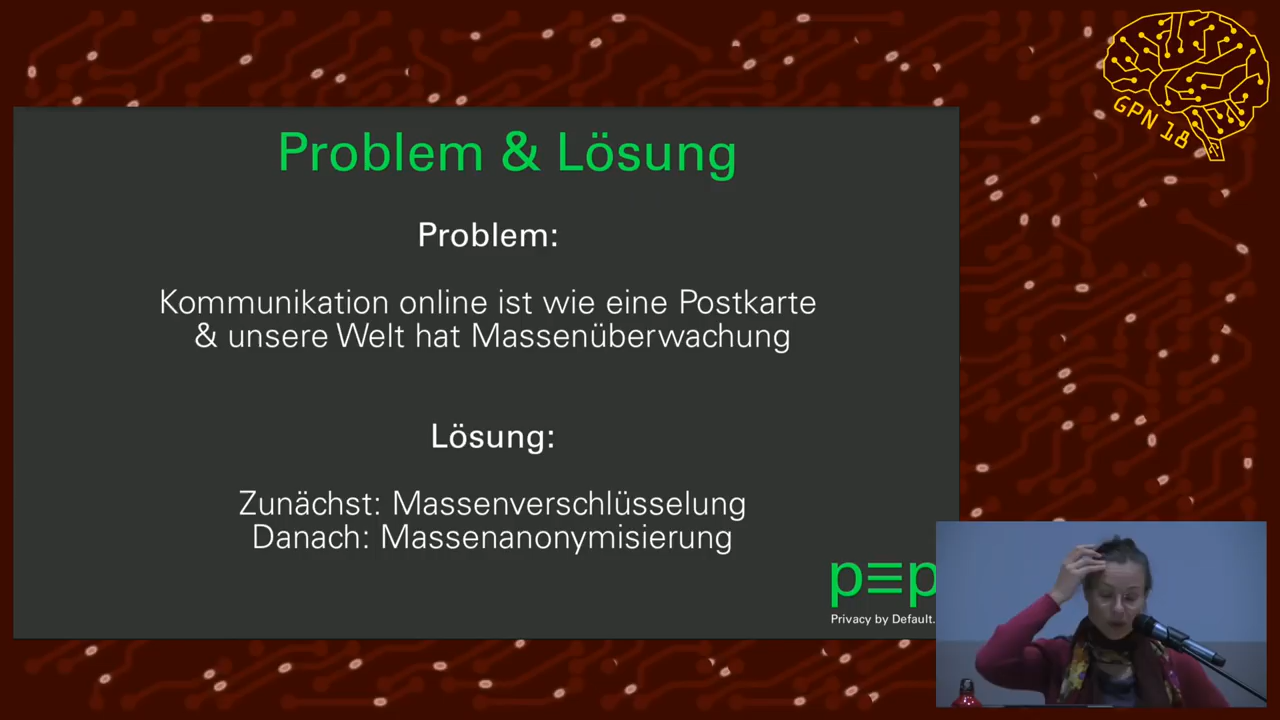 GPN 18
Problem & Lösung
Problem:
Kommunikation online ist wie eine Postkarte
& unsere Welt hat Massenüberwachung
Lösung:
Zunächst: Massenverschlüsselung
Danach: Massenanonymisierung
p≡p
Privacy by Default.